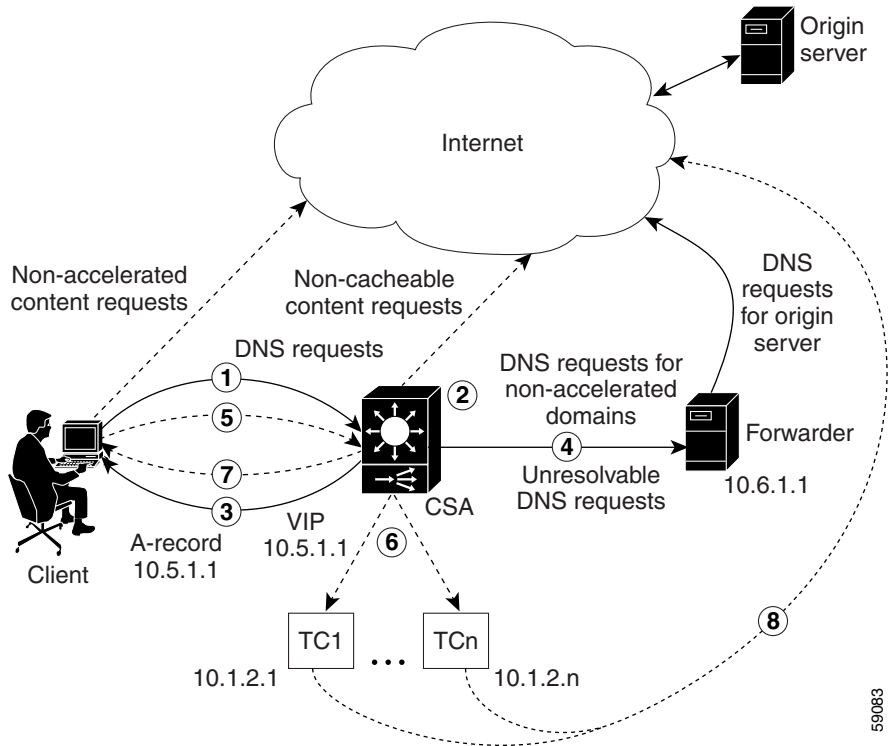 Origin
server
Internet
Non-accelerated
content requests
Non-cacheable
content requests
DNS
requests
for origin
server
DNS requests
1
2
DNS requests for
non-accelerated
domains
5
4
Forwarder
7
Unresolvable
DNS requests
10.6.1.1
3
CSA
VIP
10.5.1.1
A-record
10.5.1.1
6
Client
8
TC1
...
TCn
10.1.2.1
10.1.2.n
59083